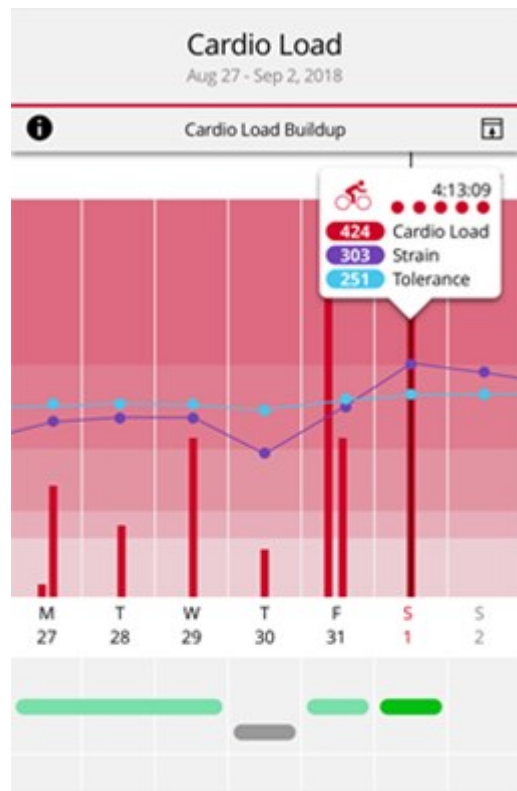 Cardio Load
Aug 27 - Sep 2, 2018
Cardio Load Buildup
4:13:09
424 Cardio Load
303 Strain
251 Tolerance
M T W T F S S
27 28 29 30 31 1 2